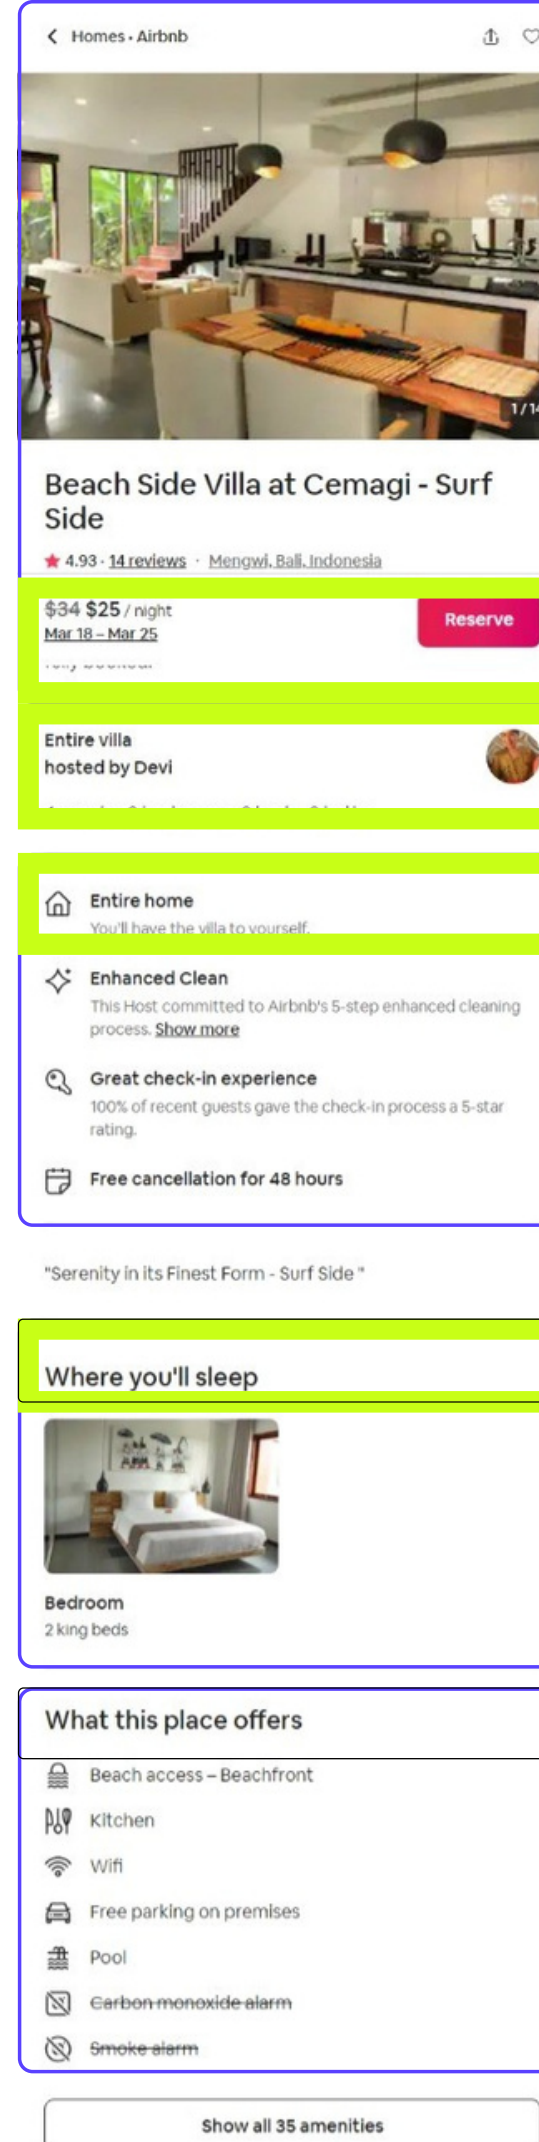 Homes · Airbnb
1 / 14
Beach Side Villa at Cemagi - Surf
Side
4.93 · 14 reviews · Mengwi, Bali, Indonesia
$34 $25 / night
Mar 18 – Mar 25
Reserve
Entire villa
hosted by Devi
Entire home
You'll have the villa to yourself.
Enhanced Clean
This Host committed to Airbnb's 5-step enhanced cleaning
process. Show more
Great check-in experience
100% of recent guests gave the check-in process a 5-star
rating.
Free cancellation for 48 hours
"Serenity in its Finest Form - Surf Side "
Where you'll sleep
Bedroom
2 king beds
What this place offers
Beach access – Beachfront
Kitchen
Wifi
Free parking on premises
Pool
Carbon monoxide alarm
Smoke alarm
Show all 35 amenities